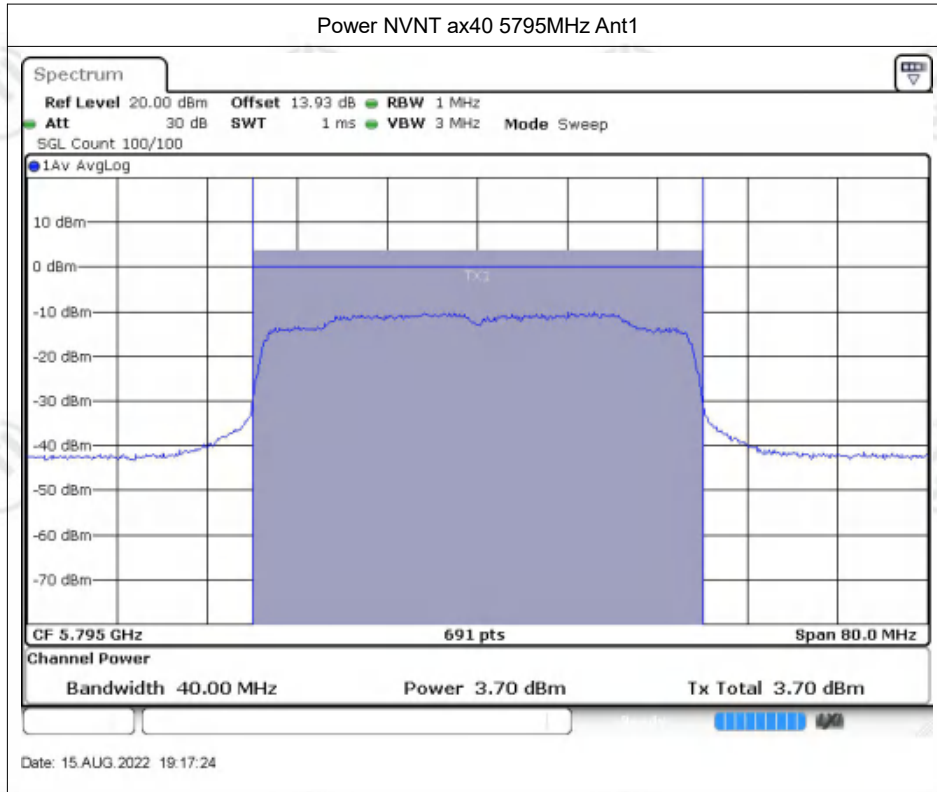 Power NVNT ax40 5795MHz Ant1
Spectrum
Ref Level 20.00 dBm Offset 13.93 dB RBW 1 MHz
Att 30 dB SWT 1 ms VBW 3 MHz Mode Sweep
SGL Count 100/100
1Av AvgLog
10 dBm
0 dBm
-10 dBm
-20 dBm
-30 dBm
-40 dBm
-50 dBm
-60 dBm
-70 dBm
CF 5.795 GHz 691 pts Span 80.0 MHz
Channel Power
Bandwidth 40.00 MHz Power 3.70 dBm Tx Total 3.70 dBm
Date: 15.AUG.2022 19:17:24